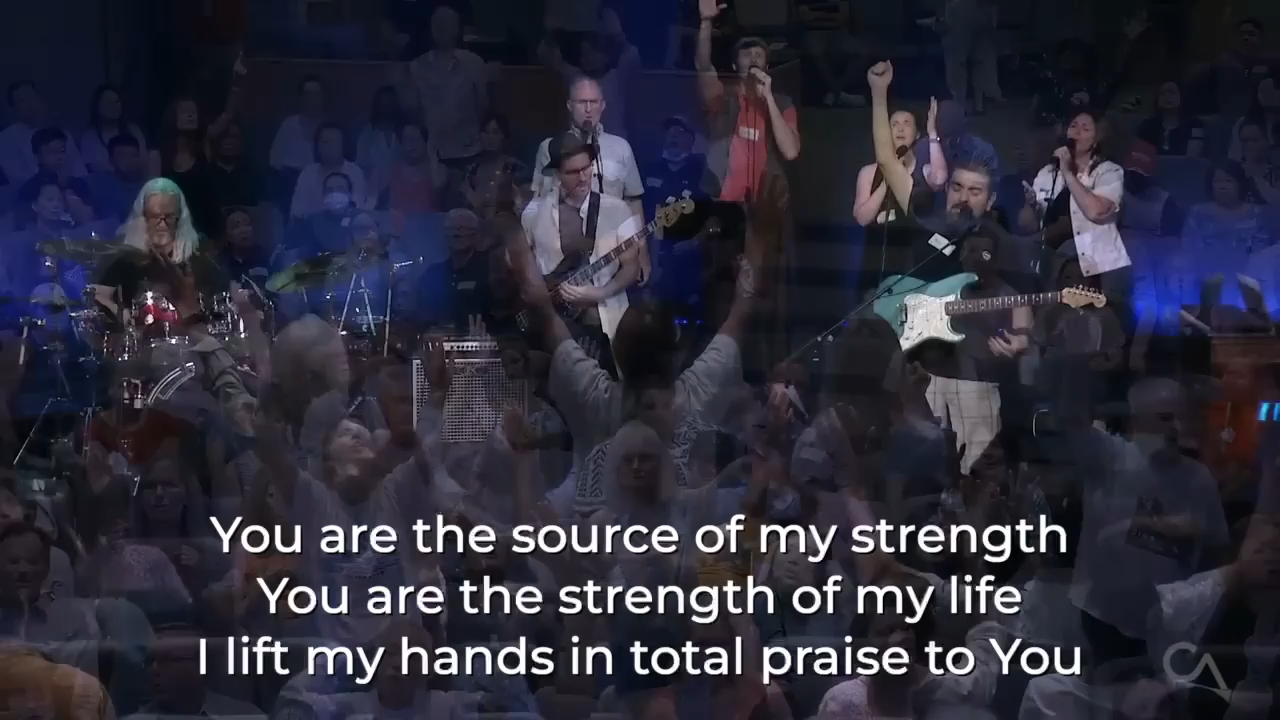 You are the source of my strength
You are the strength of my life
I lift my hands in total praise to You
CA